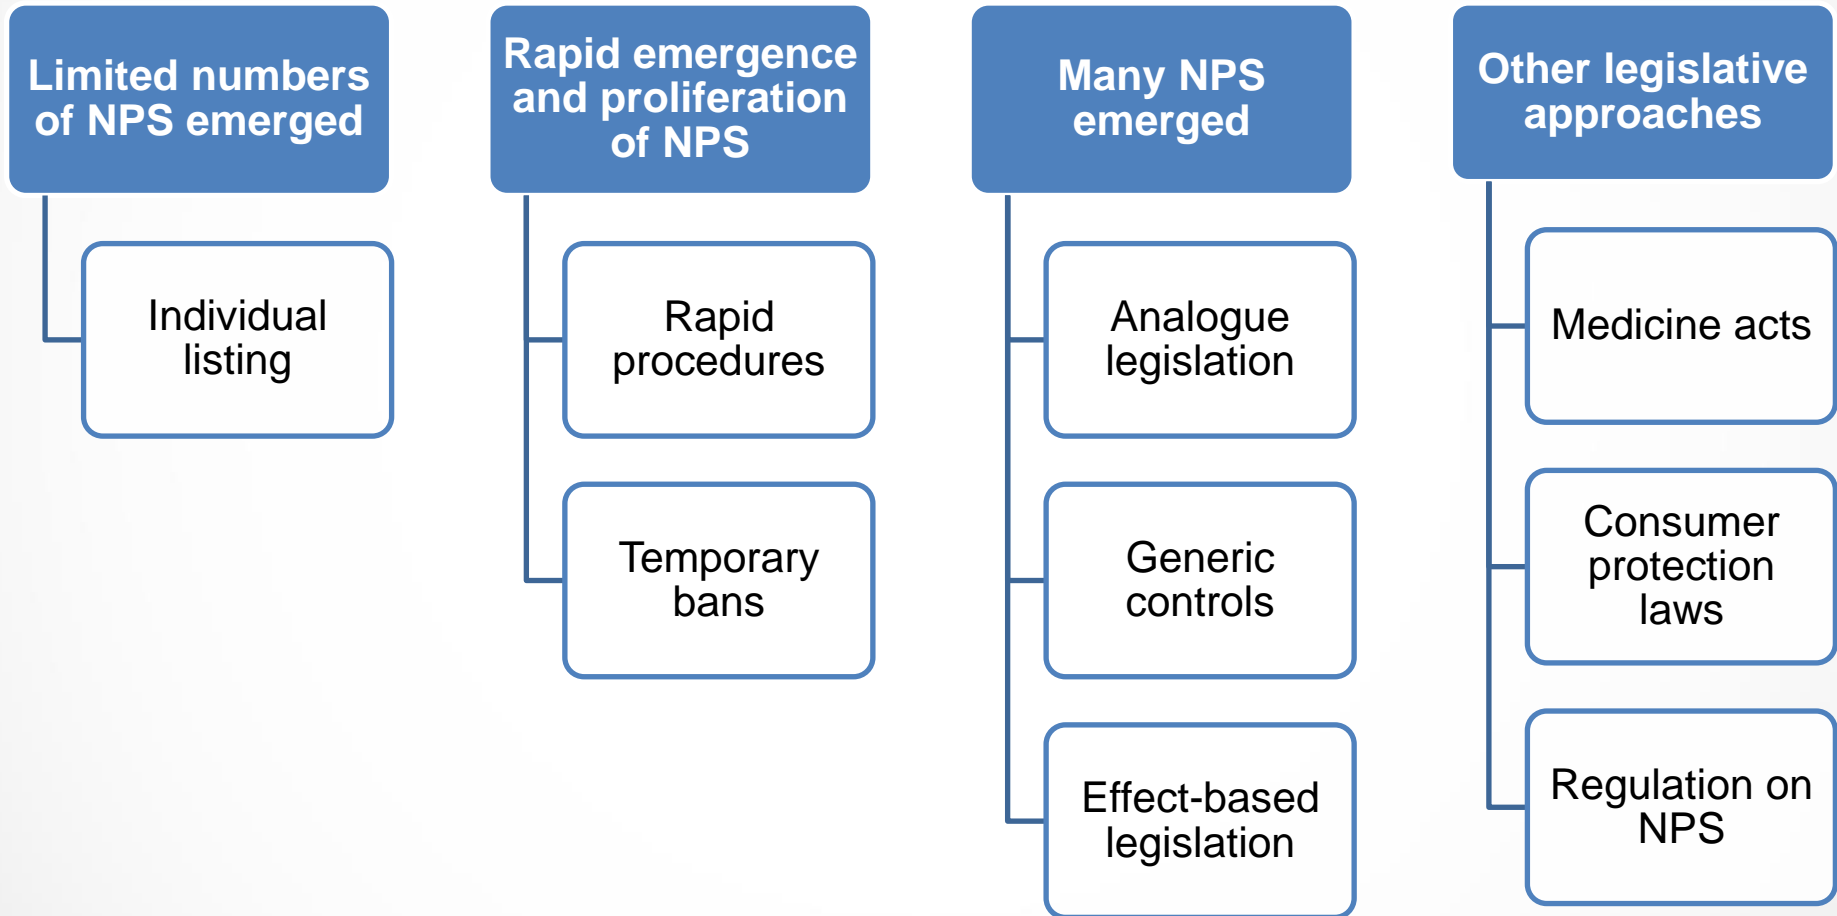 Limited numbers
of NPS emerged
Individual
listing
Rapid emergence
and proliferation
of NPS
Rapid
procedures
Temporary
bans
Many NPS
emerged
Analogue
legislation
Generic
controls
Effect-based
legislation
Other legislative
approaches
Medicine acts
Consumer
protection
laws
Regulation on
NPS